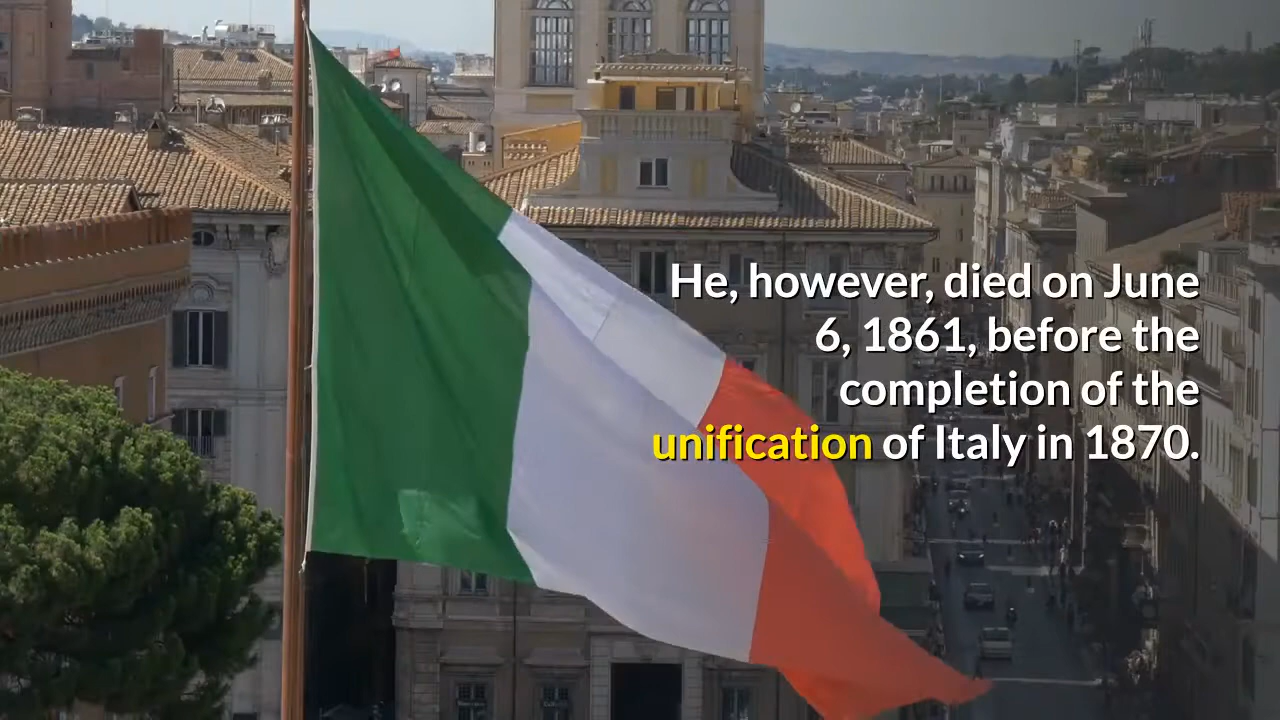 He, however, died on June
6, 1861, before the
completion of the
unification of Italy in 1870.